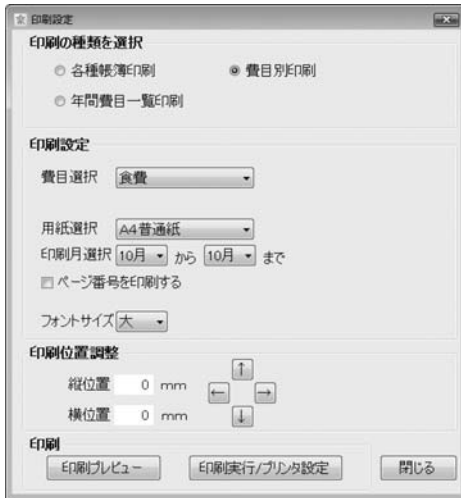 印刷設定
印刷の種類を選択
各種帳簿印刷 費目別印刷
年間費目一覧印刷
印刷設定
費目選択 食費
用紙選択 A4普通紙
印刷月選択 10月 から 10月 まで
ページ番号を印刷する
フォントサイズ 大
印刷位置調整
↑
縦位置 0 mm ← →
横位置 0 mm ↓
印刷
印刷プレビュー 印刷実行/プリンタ設定 閉じる